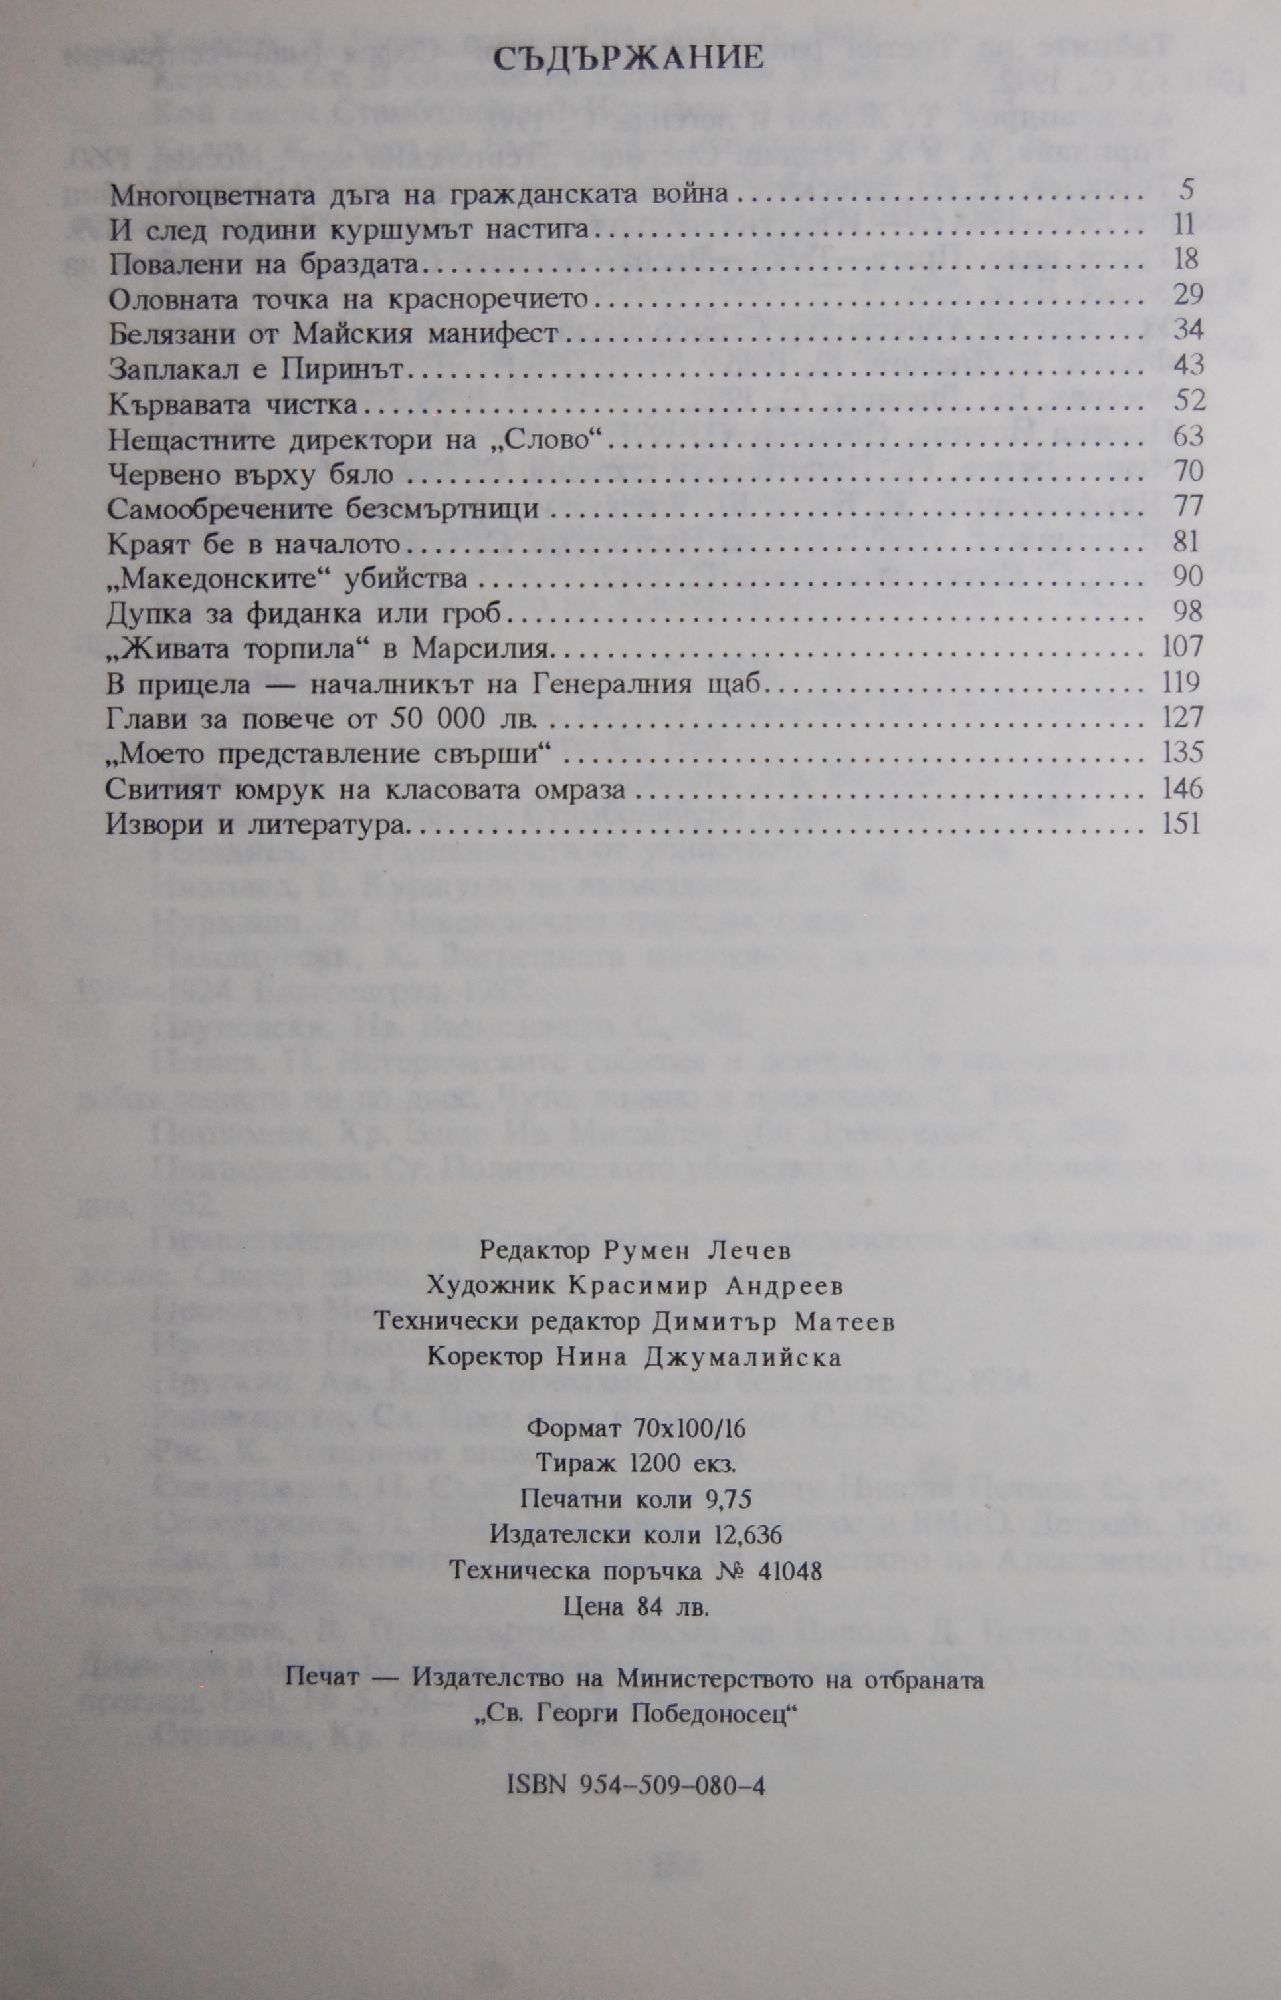 СЪДЪРЖАНИЕ
Многоцветната дъга на гражданската война ........................................ 5
И след години куршумът настига ........................................ 11
Повалени на браздата ........................................ 18
Оловната точка на красноречието ........................................ 29
Белязани от Майския манифест ........................................ 34
Заплакал е Пиринът ........................................ 43
Кървавата чистка ........................................ 52
Нещастните директори на „Слово“ ........................................ 63
Червено върху бяло ........................................ 70
Самообречените безсмъртници ........................................ 77
Краят бе в началото ........................................ 81
„Македонските“ убийства ........................................ 90
Дупка за фиданка или гроб ........................................ 98
„Живата торпила“ в Марсилия ........................................ 107
В прицела — началникът на Генералния щаб ........................................ 119
Глави за повече от 50 000 лв. ........................................ 127
„Моето представление свърши“ ........................................ 135
Свитият юмрук на класовата омраза ........................................ 146
Извори и литература ........................................ 151
Редактор Румен Лечев
Художник Красимир Андреев
Технически редактор Димитър Матеев
Коректор Нина Джумалийска
Формат 70x100/16
Тираж 1200 екз.
Печатни коли 9,75
Издателски коли 12,636
Техническа поръчка № 41048
Цена 84 лв.
Печат — Издателство на Министерството на отбраната
„Св. Георги Победоносец“
ISBN 954–509–080–4